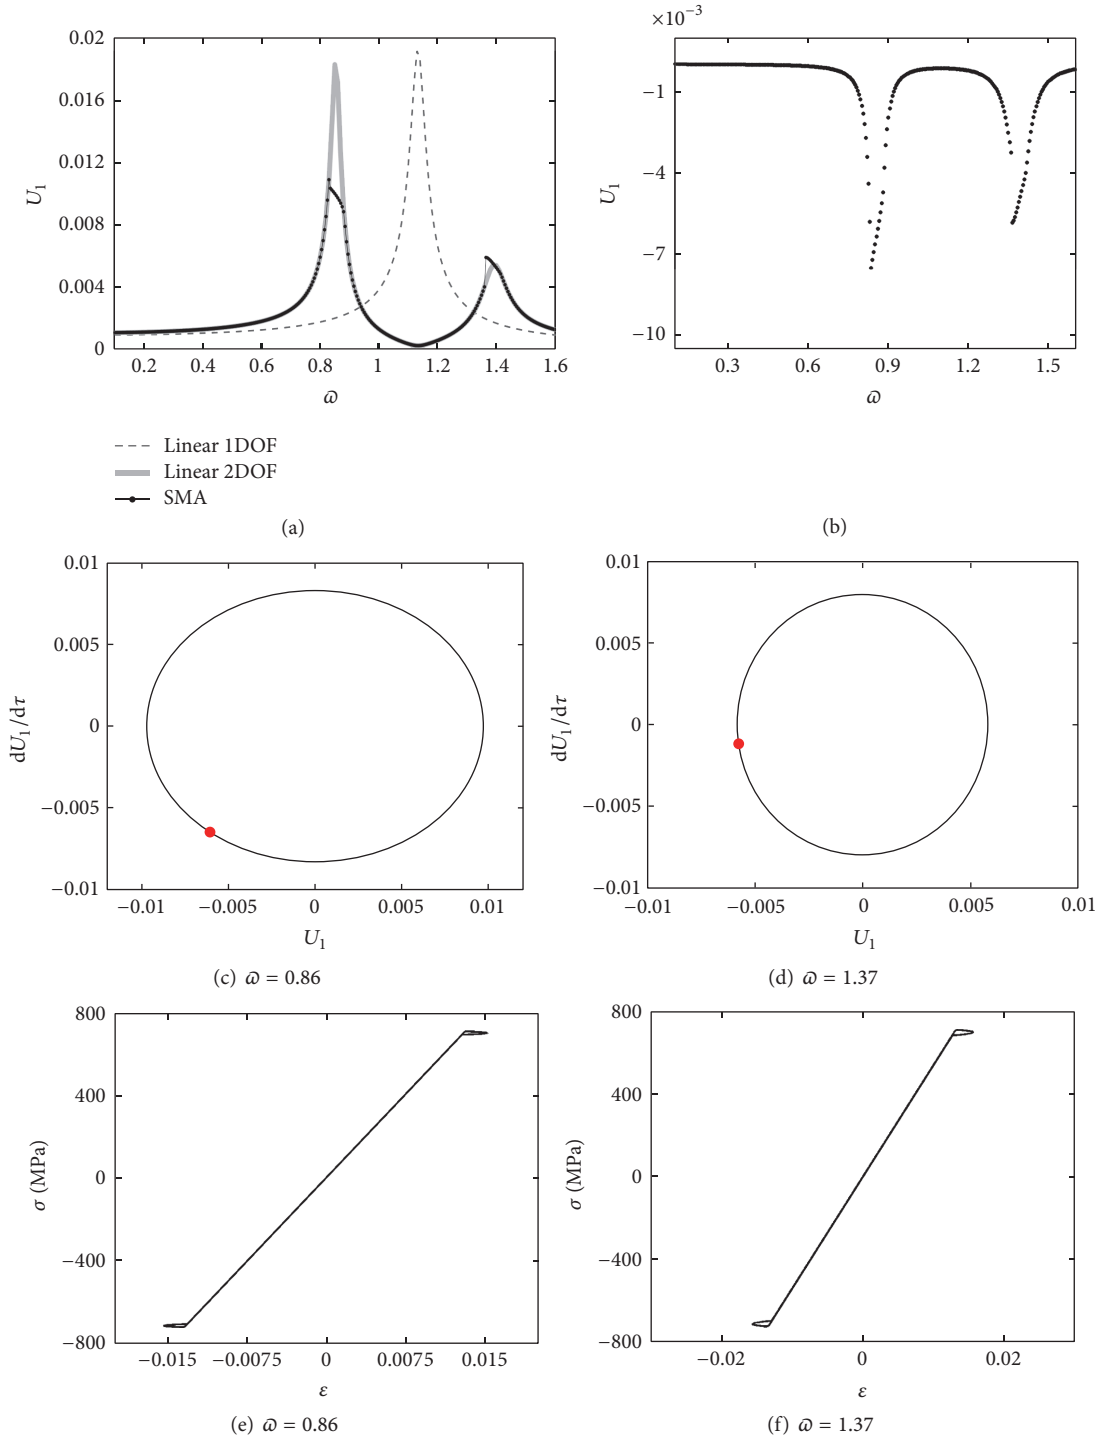 0.02
0.016
0.012
0.008
0.004
0
U1
0.2 0.4 0.6 0.8 1 1.2 1.4 1.6
ϖ
Linear 1DOF
Linear 2DOF
SMA
(a)
×10−3
−1
−4
−7
−10
U1
0.3 0.6 0.9 1.2 1.5
ϖ
(b)
0.01
0.005
0
−0.005
−0.01
dU1/dτ
−0.01 −0.005 0 0.005 0.01
U1
(c) ϖ = 0.86
0.01
0.005
0
−0.005
−0.01
dU1/dτ
−0.01 −0.005 0 0.005 0.01
U1
(d) ϖ = 1.37
800
400
0
−400
−800
σ (MPa)
−0.015 −0.0075 0 0.0075 0.015
ε
(e) ϖ = 0.86
800
400
0
−400
−800
σ (MPa)
−0.02 0 0.02
ε
(f) ϖ = 1.37